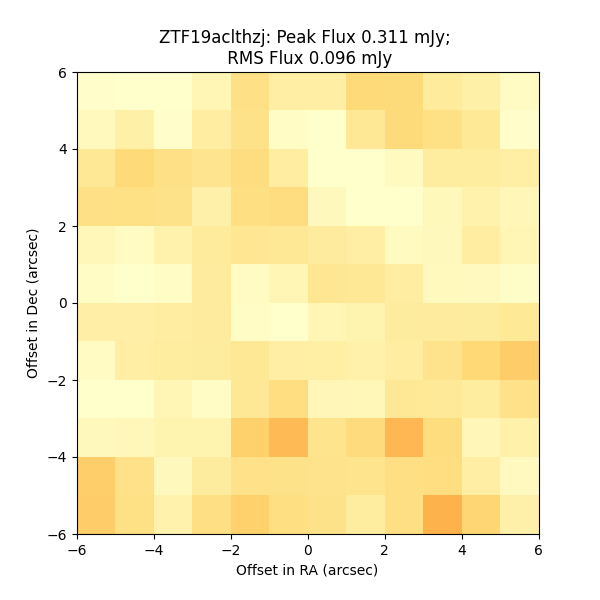 ZTF19aclthzj: Peak Flux 0.311 mJy;
RMS Flux 0.096 mJy
6
4
2
0
−2
−4
−6
Offset in Dec (arcsec)
−6 −4 −2 0 2 4 6
Offset in RA (arcsec)